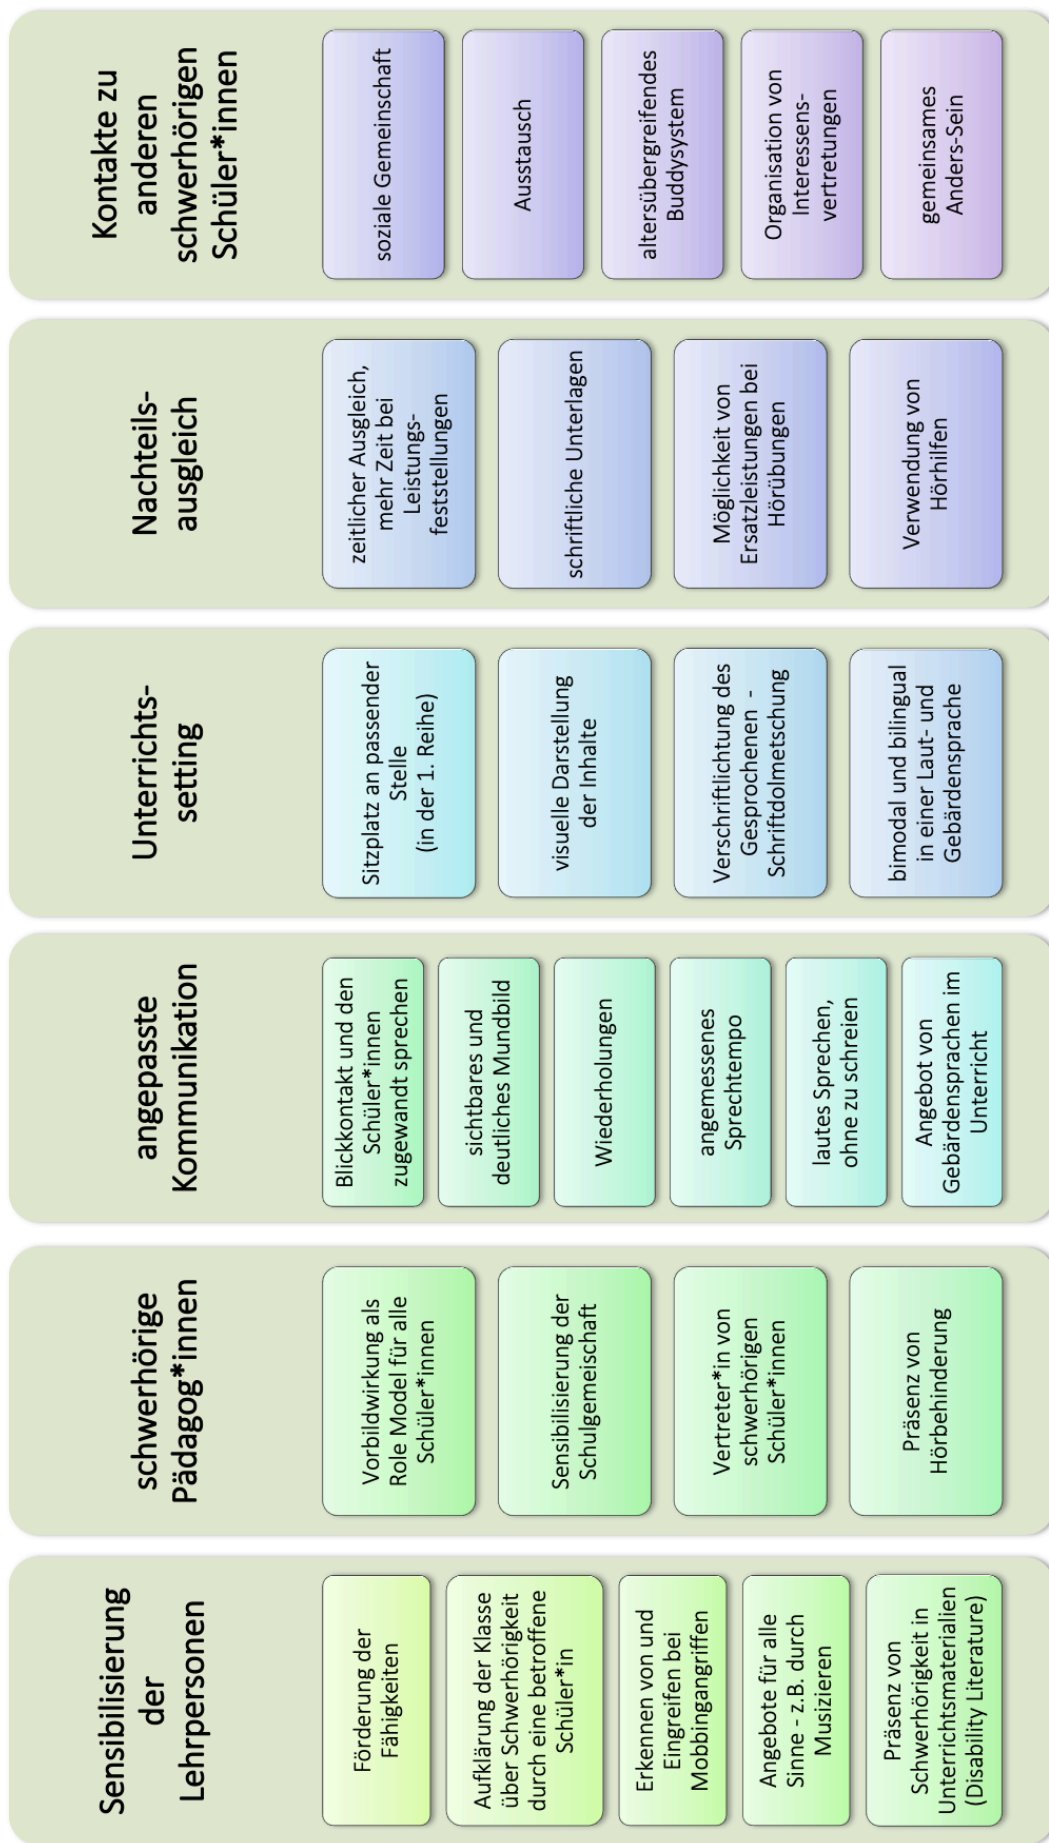 Sensibilisierung
der
Lehrpersonen
Förderung der
Fähigkeiten
Aufklärung der Klasse
über Schwerhörigkeit
durch eine betroffene
Schüler*in
Erkennen von und
Eingreifen bei
Mobbingangriffen
Angebote für alle
Sinne - z.B. durch
Musizieren
Präsenz von
Schwerhörigkeit in
Unterrichtsmaterialien
(Disability Literature)
schwerhörige
Pädagog*innen
Vorbildwirkung als
Role Model für alle
Schüler*innen
Sensibilisierung der
Schulgemeischaft
Vertreter*in von
schwerhörigen
Schüler*innen
Präsenz von
Hörbehinderung
angepasste
Kommunikation
Blickkontakt und den
Schüler*innen
zugewandt sprechen
sichtbares und
deutliches Mundbild
Wiederholungen
angemessenes
Sprechtempo
lautes Sprechen,
ohne zu schreien
Angebot von
Gebärdensprachen im
Unterricht
Unterrichts-
setting
Sitzplatz an passender
Stelle
(in der 1. Reihe)
visuelle Darstellung
der Inhalte
Verschriftlichtung des
Gesprochenen -
Schriftdolmetschung
bimodal und bilingual
in einer Laut- und
Gebärdensprache
Nachteils-
ausgleich
zeitlicher Ausgleich,
mehr Zeit bei
Leistungs-
feststellungen
schriftliche Unterlagen
Möglichkeit von
Ersatzleistungen bei
Hörübungen
Verwendung von
Hörhilfen
Kontakte zu
anderen
schwerhörigen
Schüler*innen
soziale Gemeinschaft
Ausstausch
altersübergreifendes
Buddysystem
Organisation von
Interessens-
vertretungen
gemeinsames
Anders-Sein